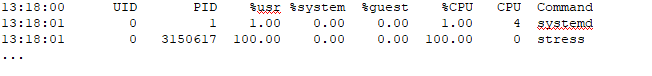 13:18:00 UID PID %usr %system %guest %CPU CPU Command
13:18:01 0 1 1.00 0.00 0.00 1.00 4 systemd
13:18:01 0 3150617 100.00 0.00 0.00 100.00 0 stress
...